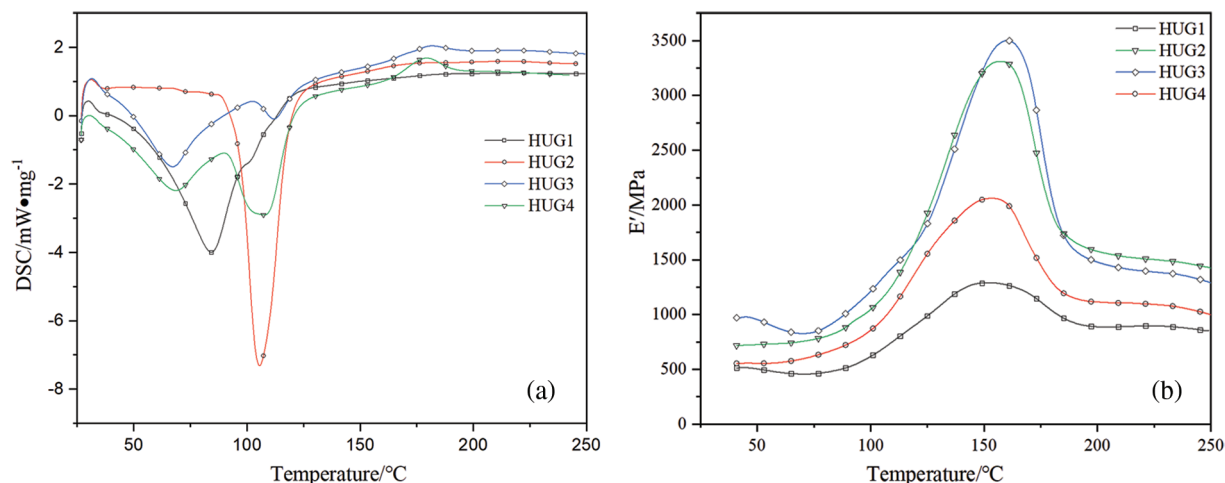 DSC/mW•mg⁻¹
2
0
-2
-4
-6
-8
50
100
150
200
250
Temperature/℃
HUG1
HUG2
HUG3
HUG4
(a)
E′/MPa
3500
3000
2500
2000
1500
1000
500
0
50
100
150
200
250
Temperature/℃
HUG1
HUG2
HUG3
HUG4
(b)